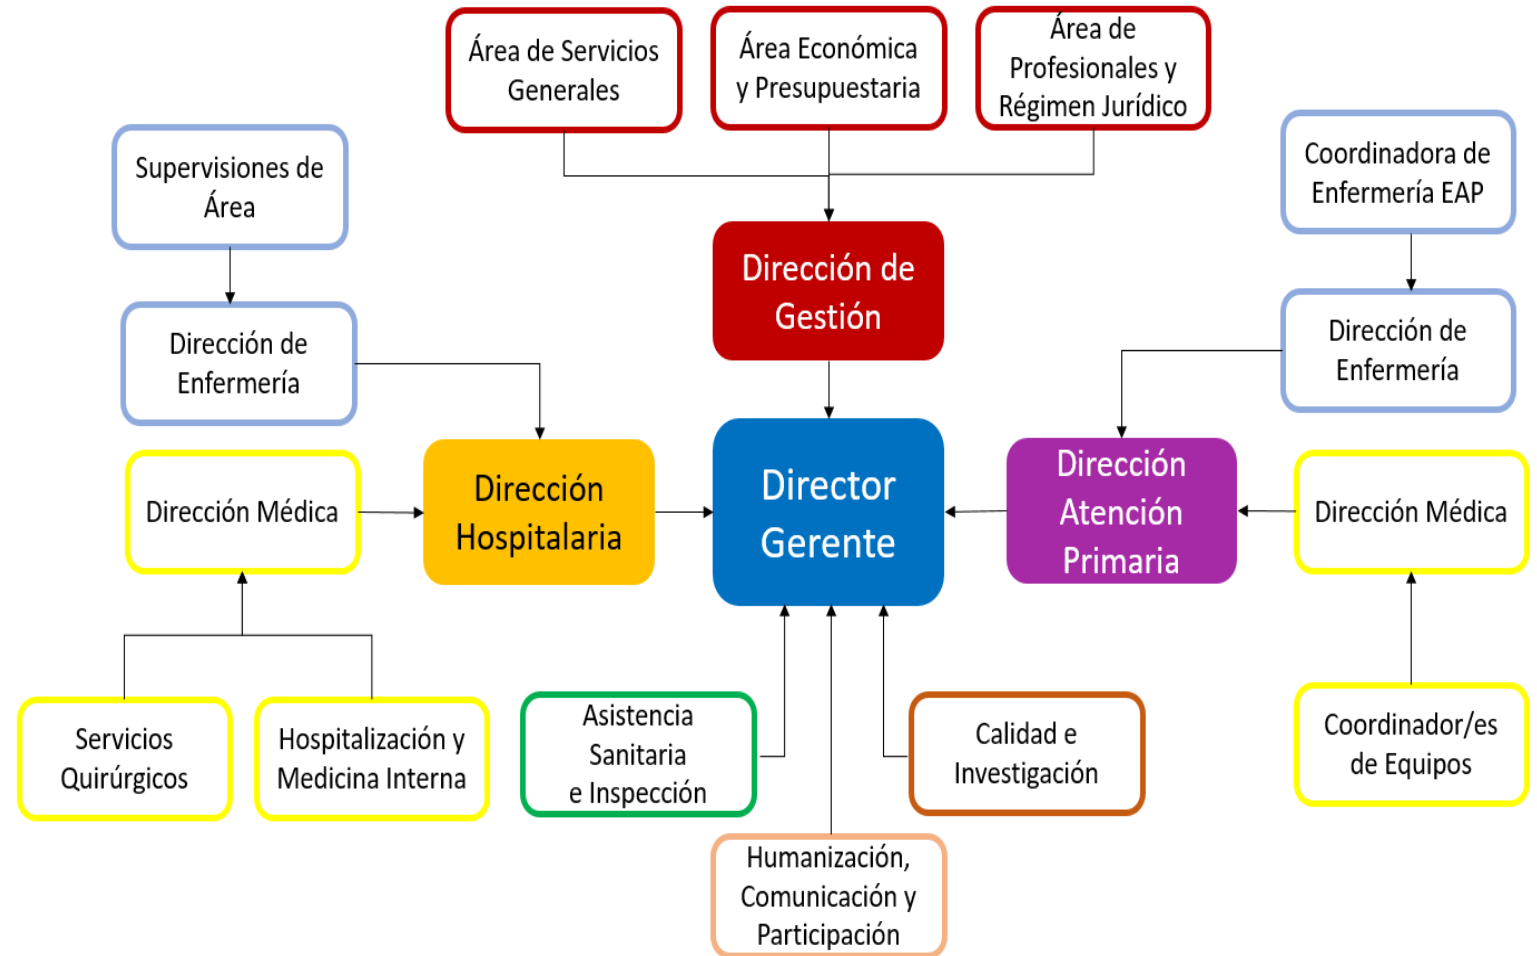 Área de Servicios
Generales
Área Económica
y Presupuestaria
Área de
Profesionales y
Régimen Jurídico
Supervisiones de
Área
Coordinadora de
Enfermería EAP
Dirección de
Gestión
Dirección de
Enfermería
Dirección de
Enfermería
Dirección Médica
Dirección
Hospitalaria
Director
Gerente
Dirección
Atención
Primaria
Dirección Médica
Servicios
Quirúrgicos
Hospitalización y
Medicina Interna
Asistencia
Sanitaria
e Inspección
Calidad e
Investigación
Coordinador/es
de Equipos
Humanización,
Comunicación y
Participación